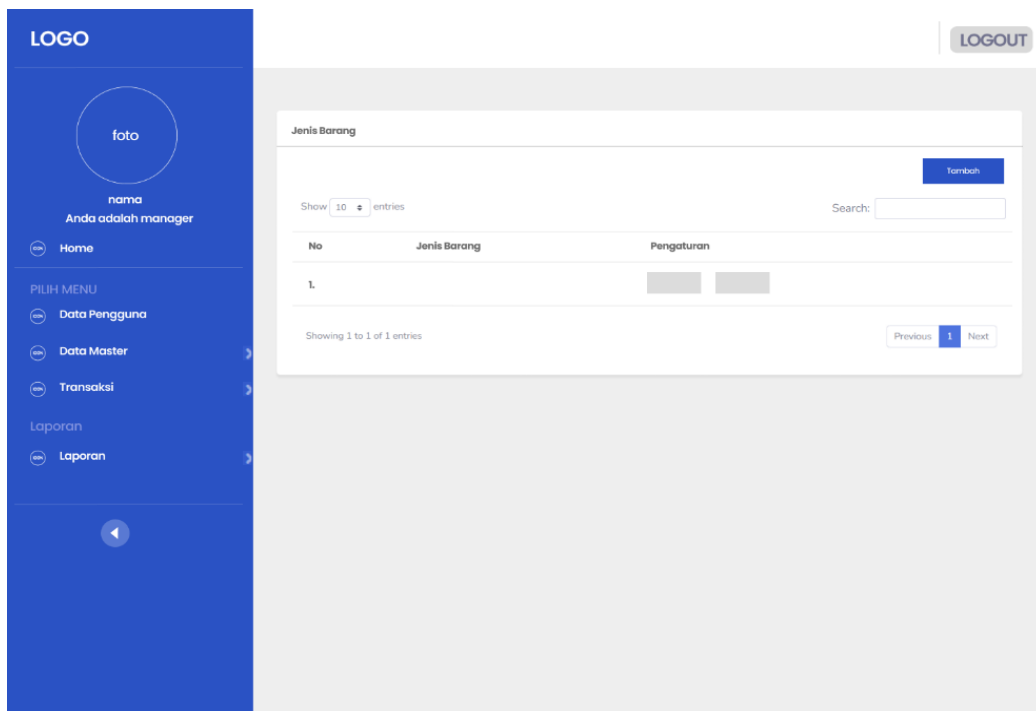 LOGO
LOGOUT
foto
nama
Anda adalah manager
Home
PILIH MENU
Data Pengguna
Data Master
Transaksi
Laporan
Laporan
Jenis Barang
Tambah
Show 10 entries
Search:
No Jenis Barang Pengaturan
1.
Showing 1 to 1 of 1 entries
Previous 1 Next